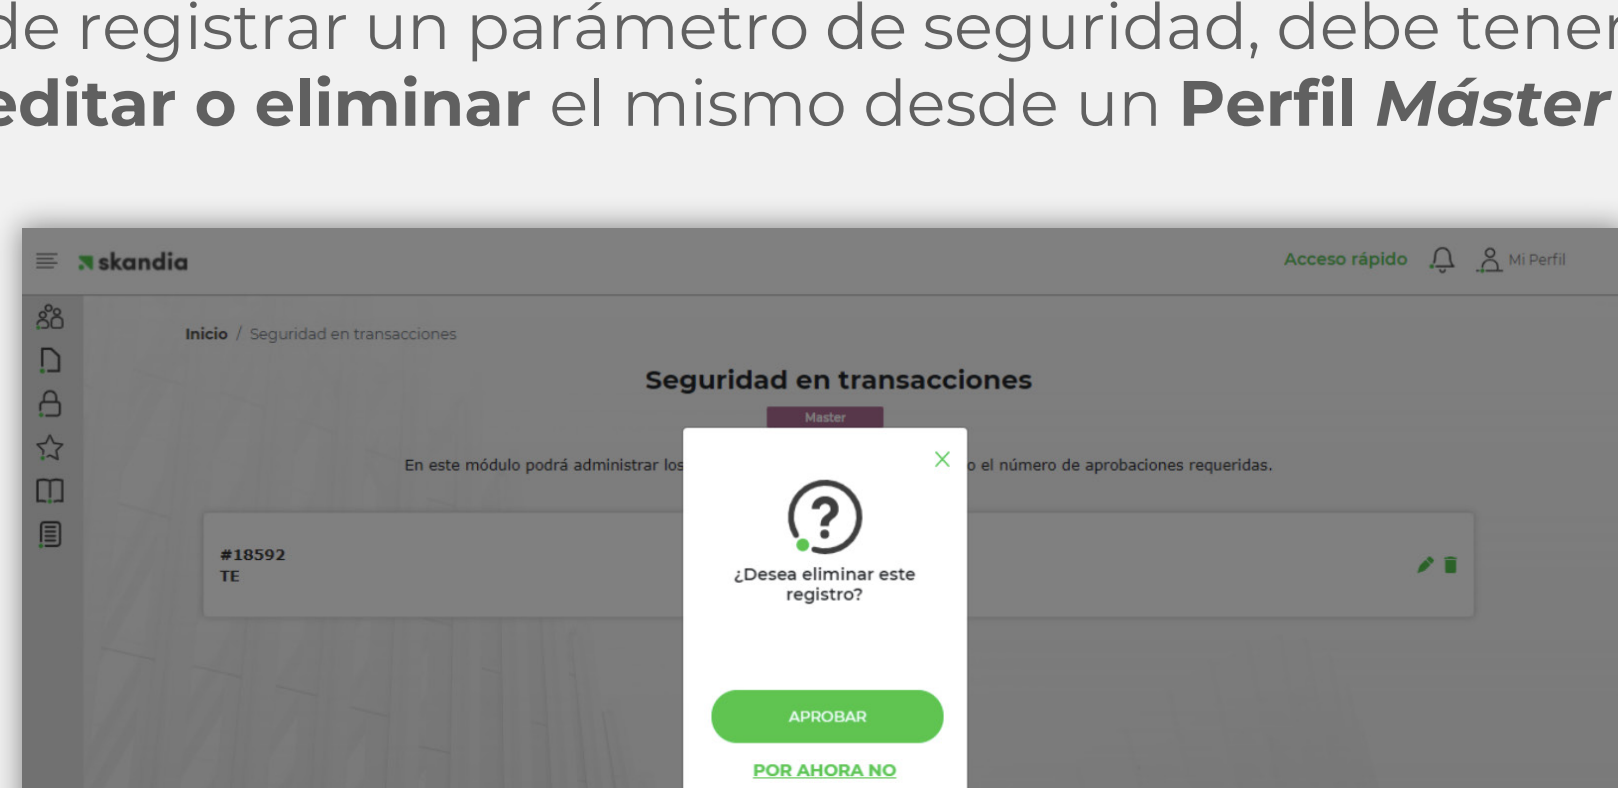 de registrar un parámetro de seguridad, debe tener
editar o eliminar el mismo desde un Perfil Máster
skandia
Acceso rápido
Mi Perfil
Inicio / Seguridad en transacciones
Seguridad en transacciones
Master
En este módulo podrá administrar los
o el número de aprobaciones requeridas.
#18592
TE
¿Desea eliminar este
registro?
APROBAR
POR AHORA NO